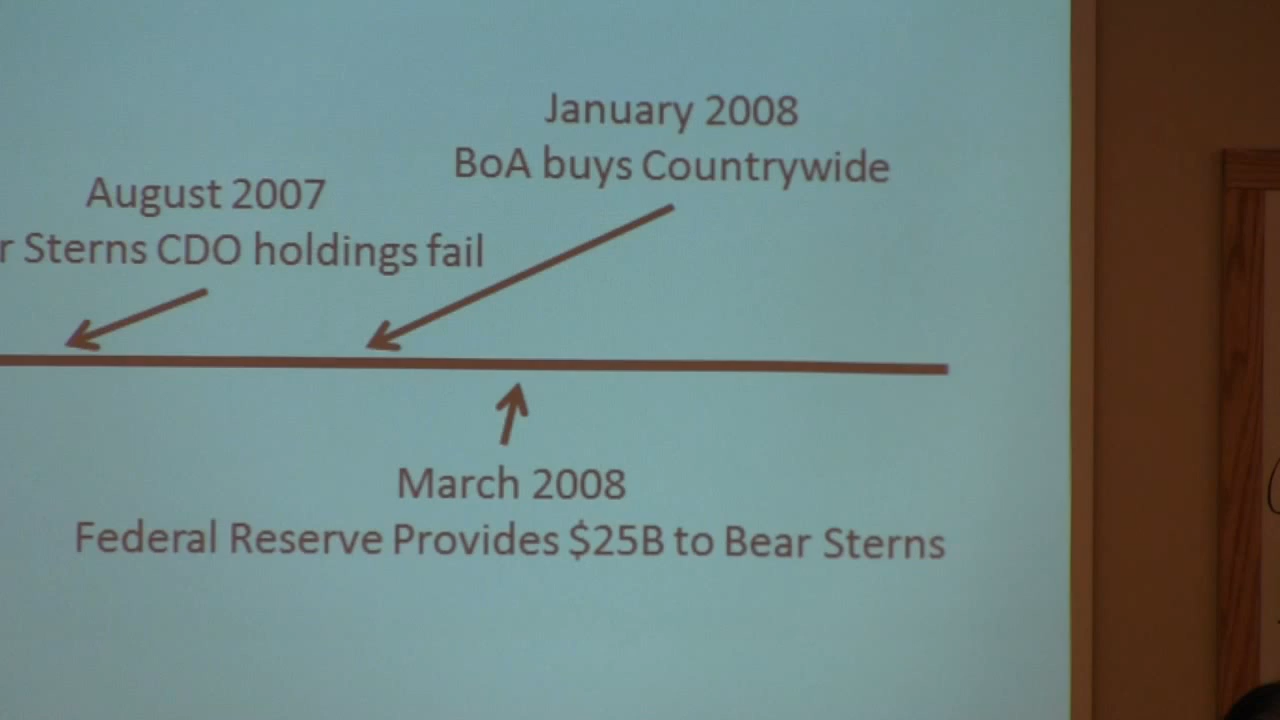 January 2008
BoA buys Countrywide
August 2007
r Sterns CDO holdings fail
March 2008
Federal Reserve Provides $25B to Bear Sterns